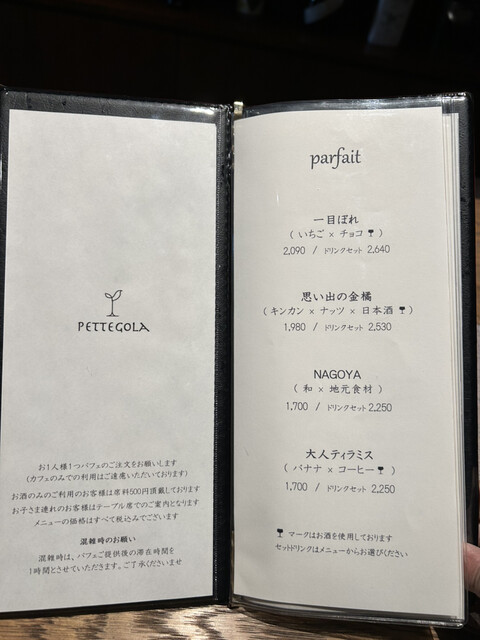 PETTEGOLA
お1人様1つパフェのご注文をお願いします
(カフェのみでの利用はご遠慮いただいております)
お酒のみのご利用のお客様は席料500円頂戴しております
お子さま連れのお客様はテーブル席でのご案内となります
メニューの価格はすべて税込みでございます
混雑時のお願い
混雑時は、パフェご提供後の滞在時間を
1時間とさせていただきます。ご了承くださいませ
parfait
一目ぼれ
( いちご × チョコ )
2,090 / ドリンクセット 2,640
思い出の金橘
( キンカン × ナッツ × 日本酒 )
1,980 / ドリンクセット 2,530
NAGOYA
( 和 × 地元食材 )
1,700 / ドリンクセット 2,250
大人ティラミス
( バナナ × コーヒー )
1,700 / ドリンクセット 2,250
マークはお酒を使用しております
セットドリンクはメニューからお選びください